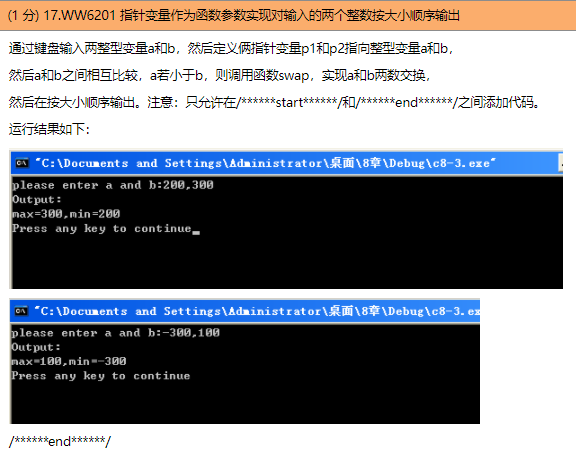 (1 分) 17.WW6201 指针变量作为函数参数实现对输入的两个整数按大小顺序输出
通过键盘输入两整型变量a和b，然后定义俩指针变量p1和p2指向整型变量a和b，
然后a和b之间相互比较，a若小于b，则调用函数swap，实现a和b两数交换，
然后在按大小顺序输出。注意：只允许在/******start******/和/******end******/之间添加代码。
运行结果如下：
"C:\Documents and Settings\Administrator\桌面\8章\Debug\c8-3.exe"
please enter a and b:200,300
Output:
max=300,min=200
Press any key to continue_
"C:\Documents and Settings\Administrator\桌面\8章\Debug\c8-3.ex
please enter a and b:-300,100
Output:
max=100,min=-300
Press any key to continue
/******end******/